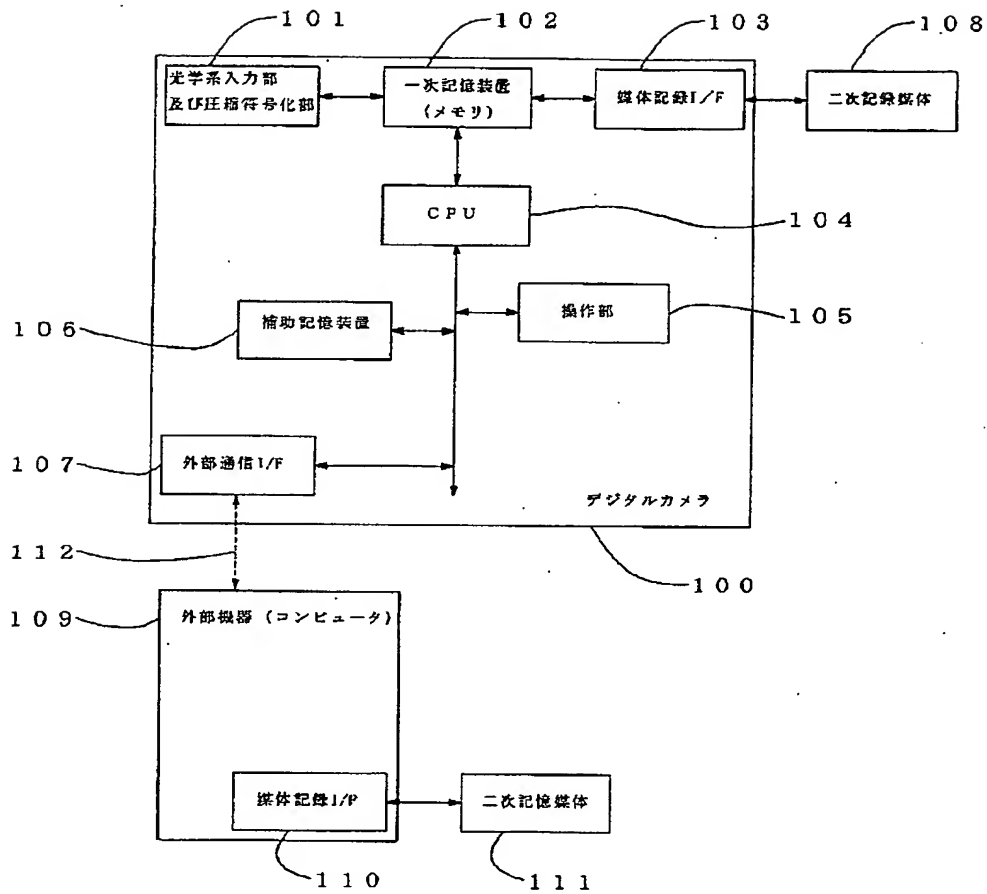 101
102
103
108
光学系入力部
及び圧縮符号化部
一次記憶装置
(メモリ)
媒体記録I/F
二次記録媒体
CPU
104
106
補助記憶装置
操作部
105
107
外部通信I/F
デジタルカメラ
112
100
109
外部機器(コンピュータ)
媒体記録I/F
二次記憶媒体
110
111